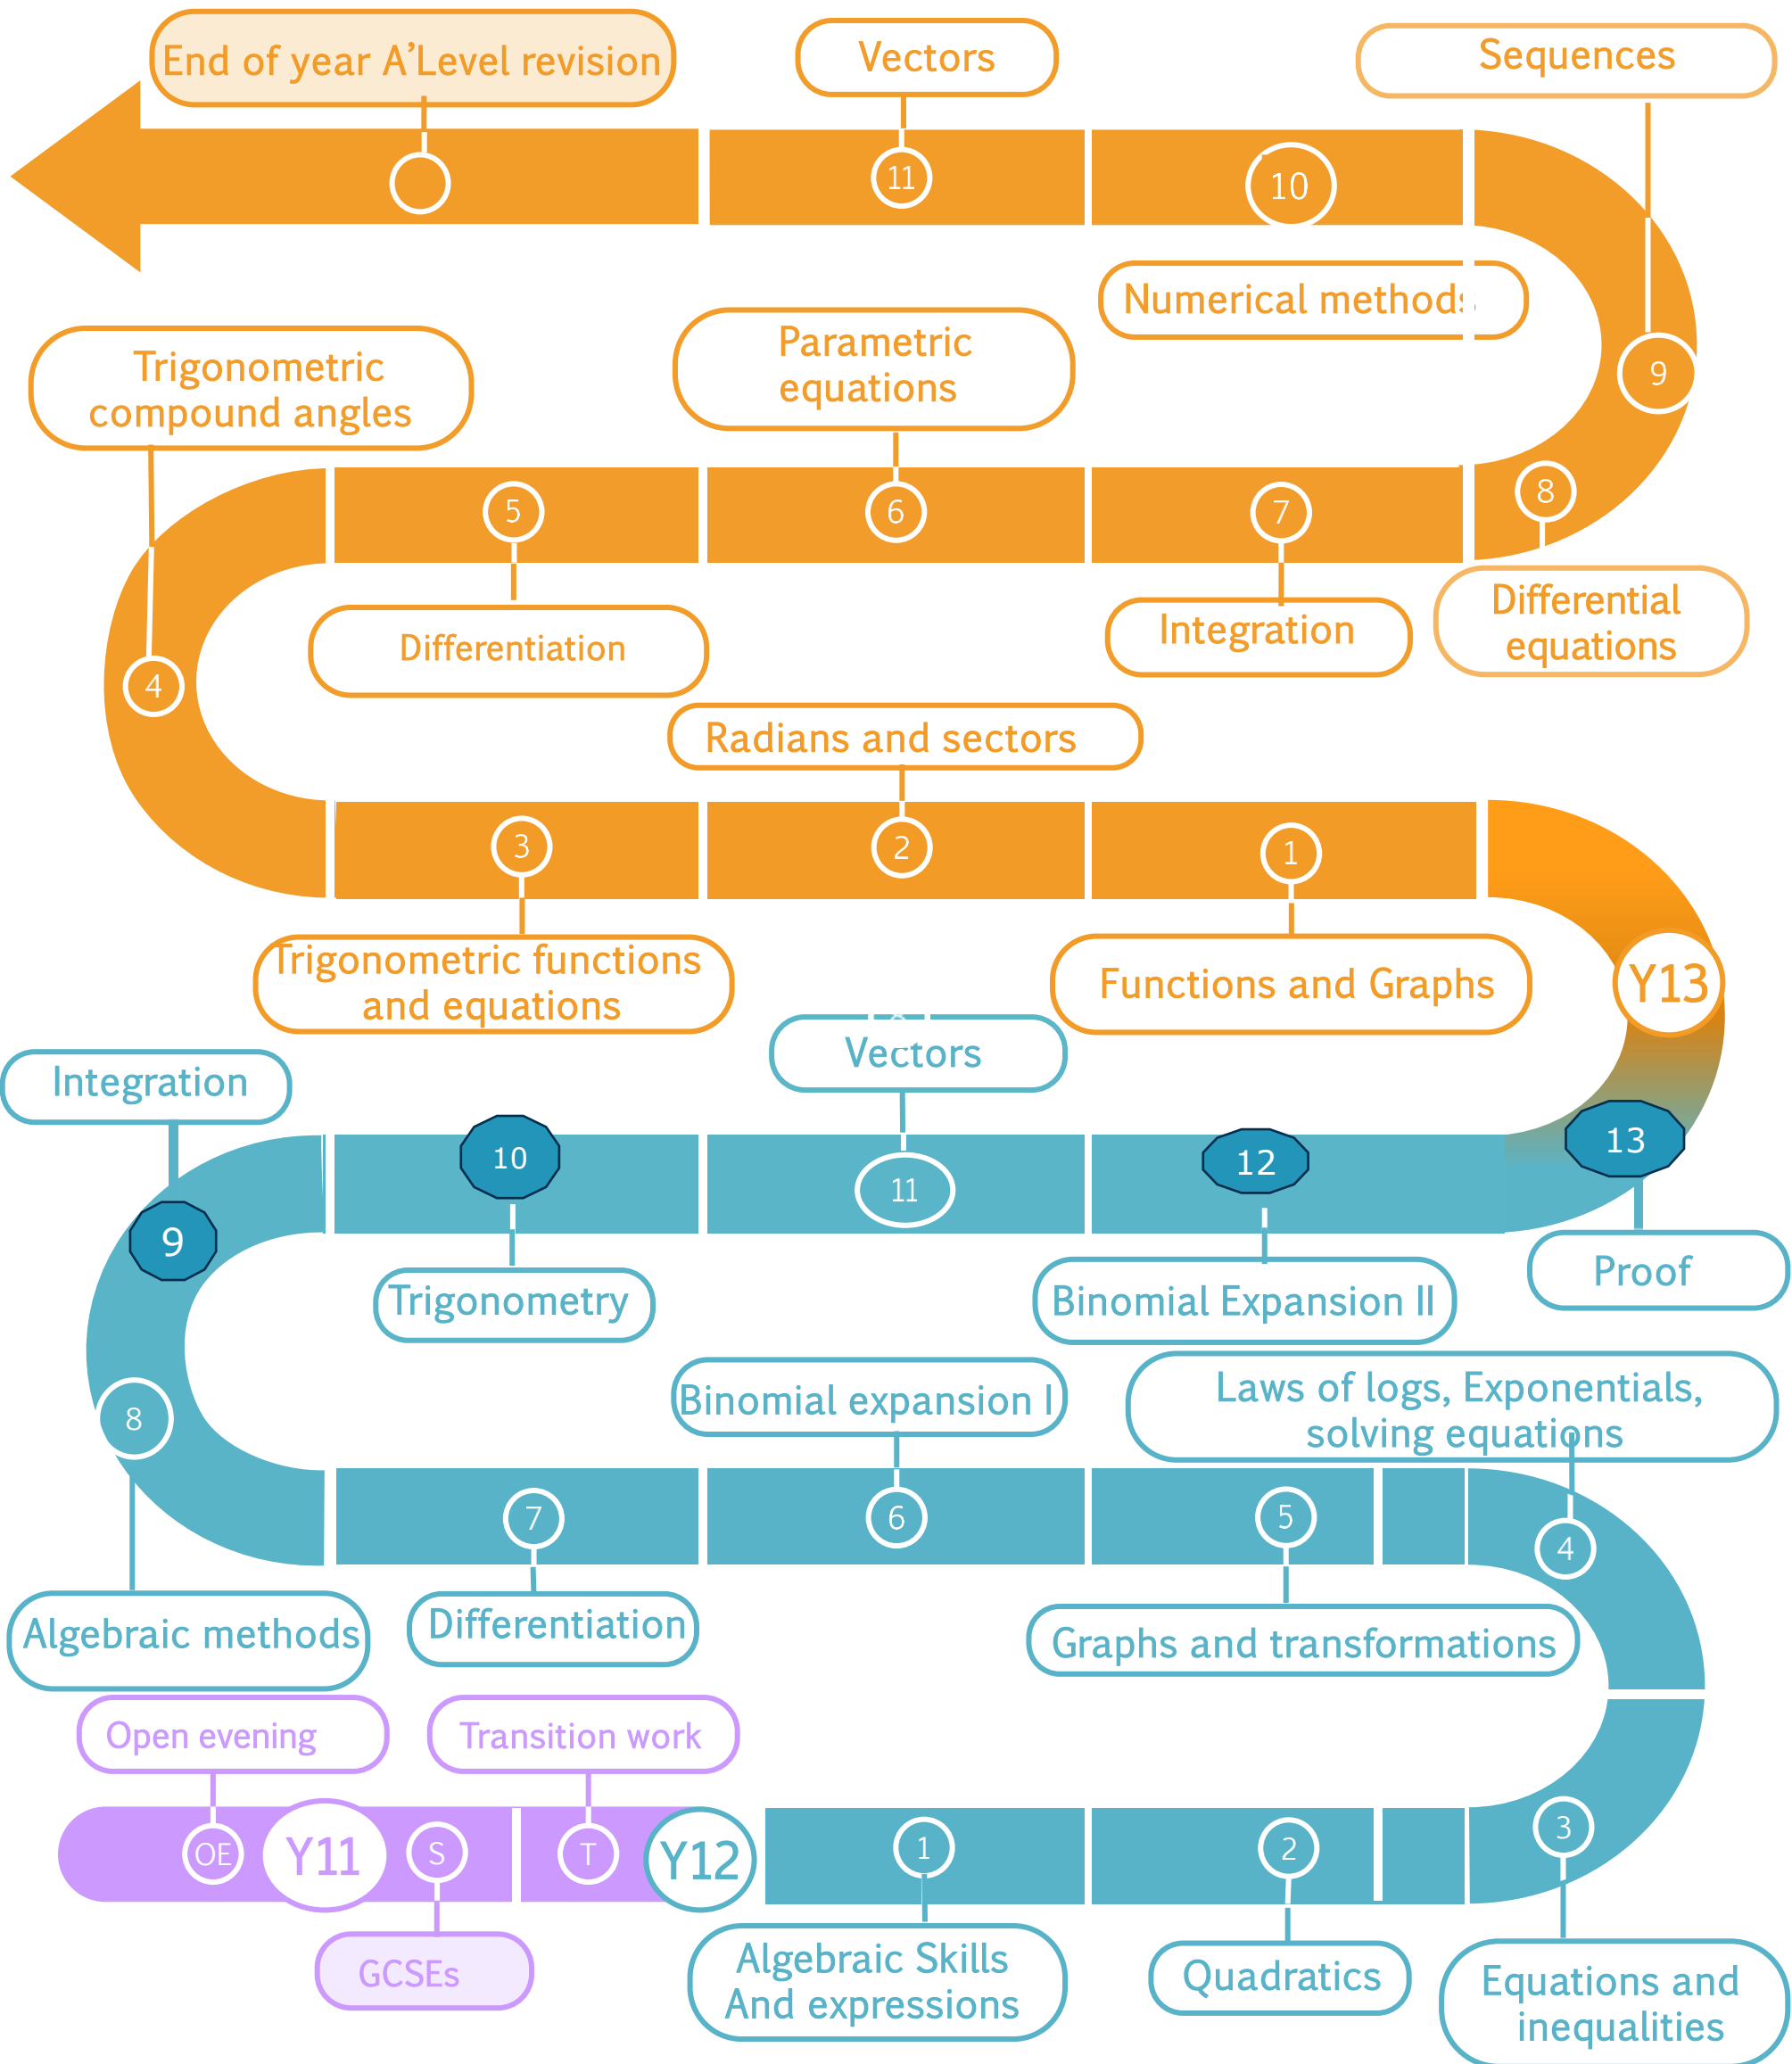 End of year A’Level revision
Vectors
Sequences
11
10
Numerical methods
9
Trigonometric
compound angles
Parametric
equations
5
6
7
8
Differentiation
Integration
Differential
equations
4
Radians and sectors
3
2
1
Trigonometric functions
and equations
Functions and Graphs
Y13
Vectors
Integration
10
11
12
13
9
Trigonometry
Binomial Expansion II
Proof
Binomial expansion I
Laws of logs, Exponentials,
solving equations
8
7
6
5
4
Algebraic methods
Differentiation
Graphs and transformations
Open evening
Transition work
OE
Y11
S
T
Y12
1
2
3
GCSEs
Algebraic Skills
And expressions
Quadratics
Equations and
inequalities